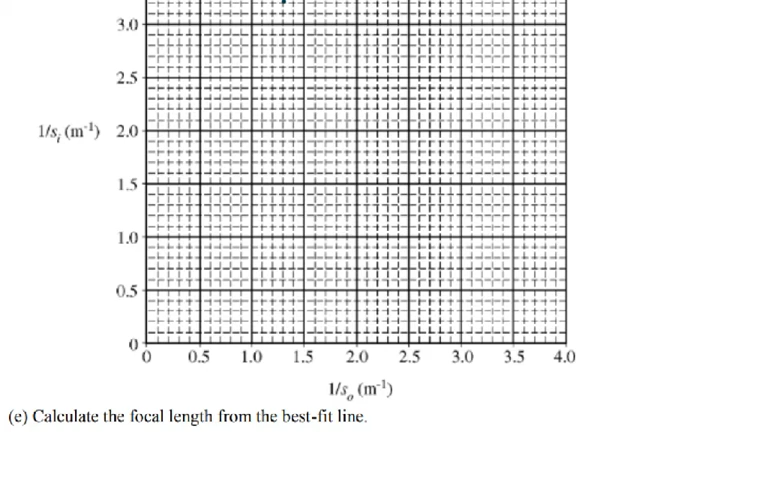 3.0
2.5
1/sᵢ (m⁻¹) 2.0
1.5
1.0
0.5
0
0 0.5 1.0 1.5 2.0 2.5 3.0 3.5 4.0
1/sₒ (m⁻¹)
(e) Calculate the focal length from the best-fit line.